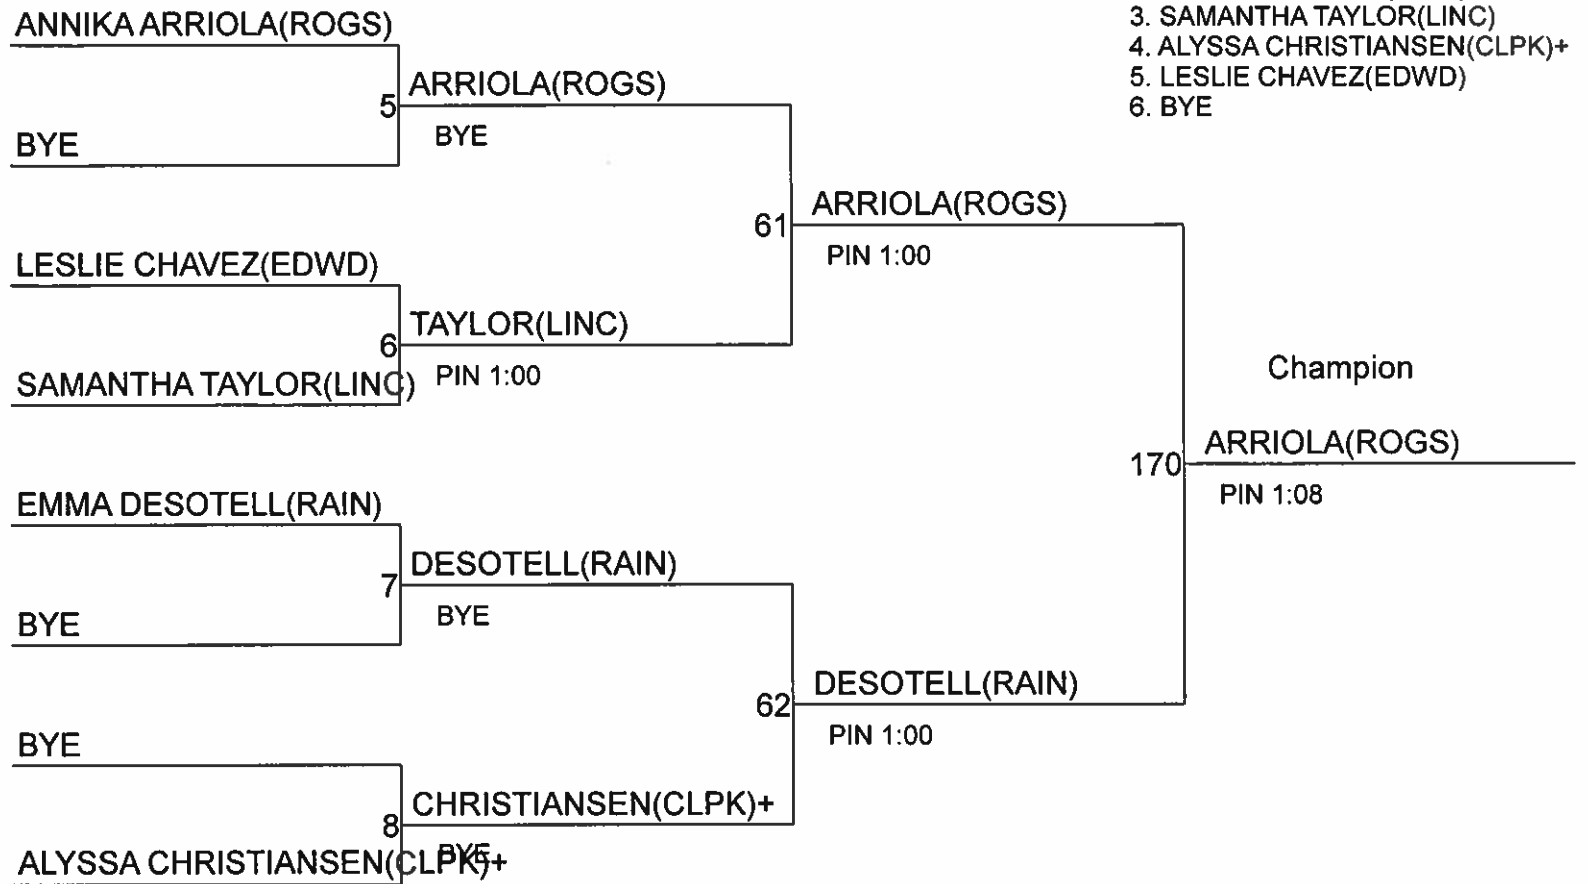 3. SAMANTHA TAYLOR(LINC)
4. ALYSSA CHRISTIANSEN(CLPK)+
5. LESLIE CHAVEZ(EDWD)
6. BYE
ANNIKA ARRIOLA(ROGS)
5
ARRIOLA(ROGS)
BYE
BYE
61
ARRIOLA(ROGS)
PIN 1:00
LESLIE CHAVEZ(EDWD)
6
TAYLOR(LINC)
PIN 1:00
SAMANTHA TAYLOR(LINC)
Champion
170
ARRIOLA(ROGS)
PIN 1:08
EMMA DESOTELL(RAIN)
7
DESOTELL(RAIN)
BYE
BYE
62
DESOTELL(RAIN)
PIN 1:00
BYE
8
CHRISTIANSEN(CLPK)+
BYE
ALYSSA CHRISTIANSEN(CLPK)+